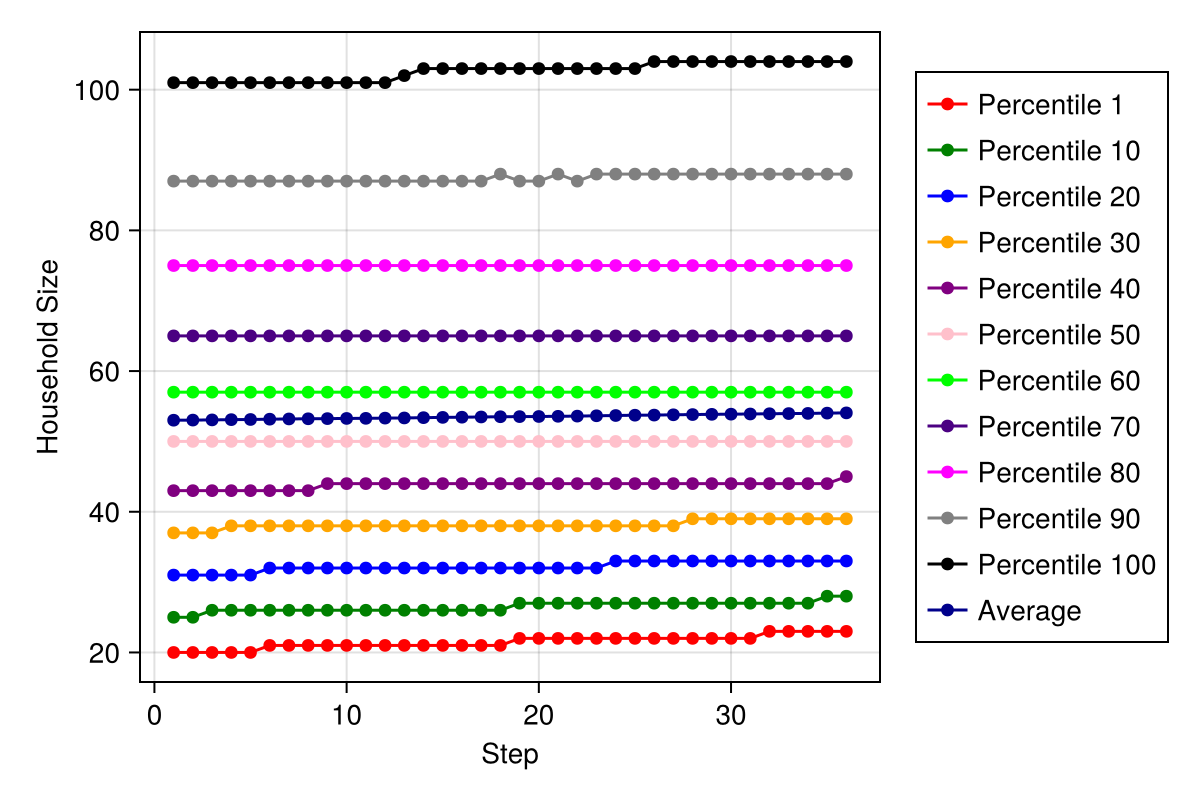 100
80
60
40
20
Household Size
0 10 20 30
Step
Percentile 1
Percentile 10
Percentile 20
Percentile 30
Percentile 40
Percentile 50
Percentile 60
Percentile 70
Percentile 80
Percentile 90
Percentile 100
Average